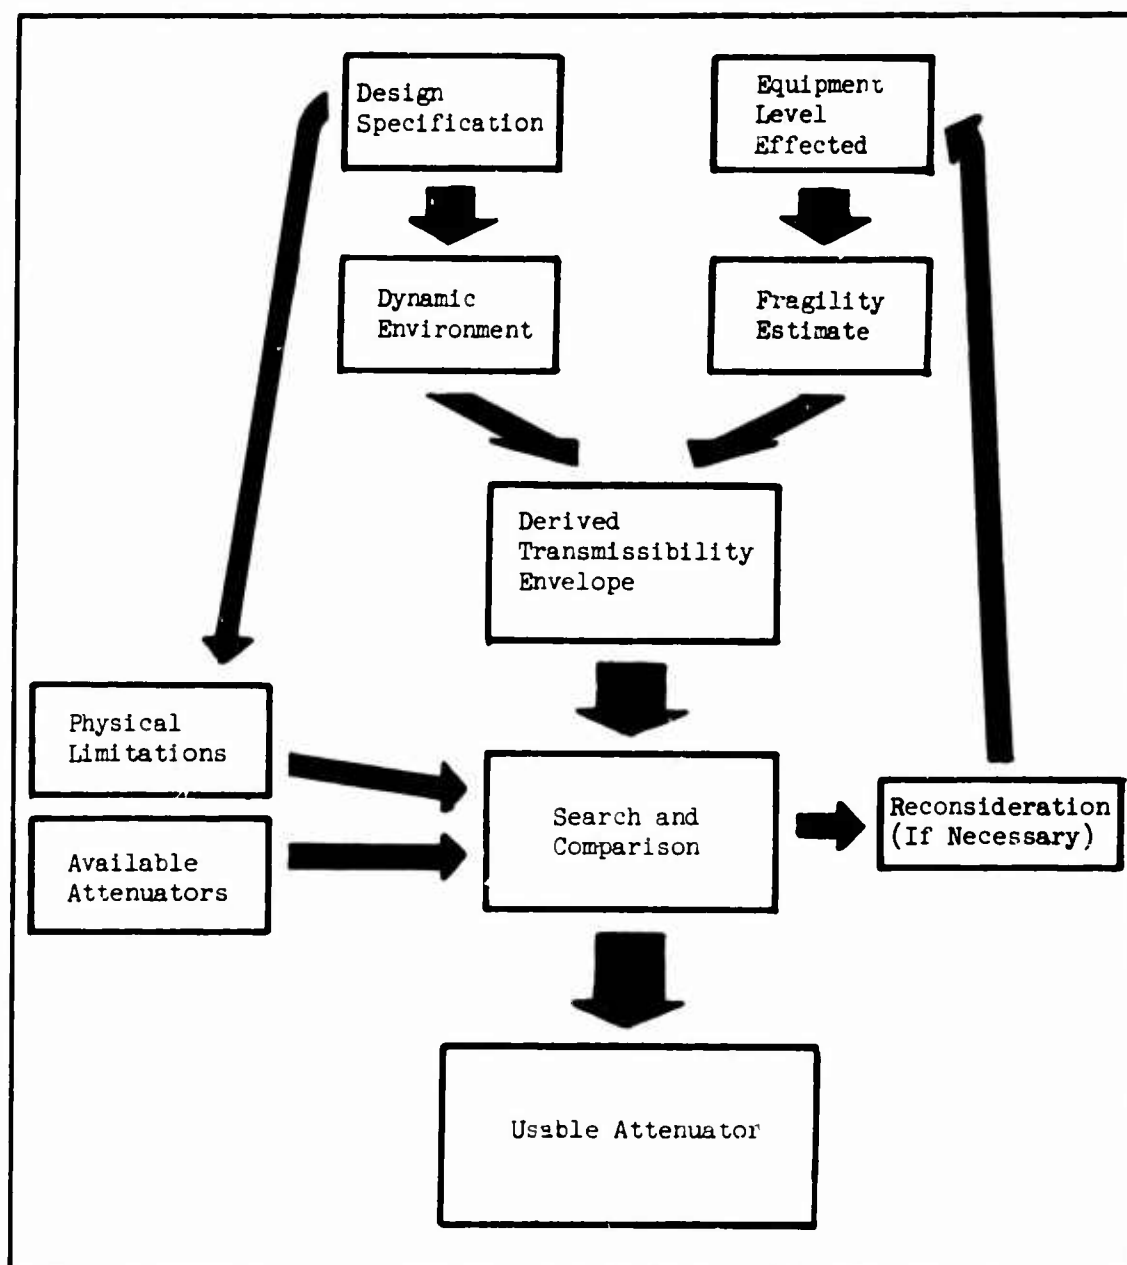 Design
Specification
Equipment
Level
Effected
Dynamic
Environment
Fragility
Estimate
Derived
Transmissibility
Envelope
Physical
Limitations
Search and
Comparison
Reconsideration
(If Necessary)
Available
Attenuators
Usable Attenuator